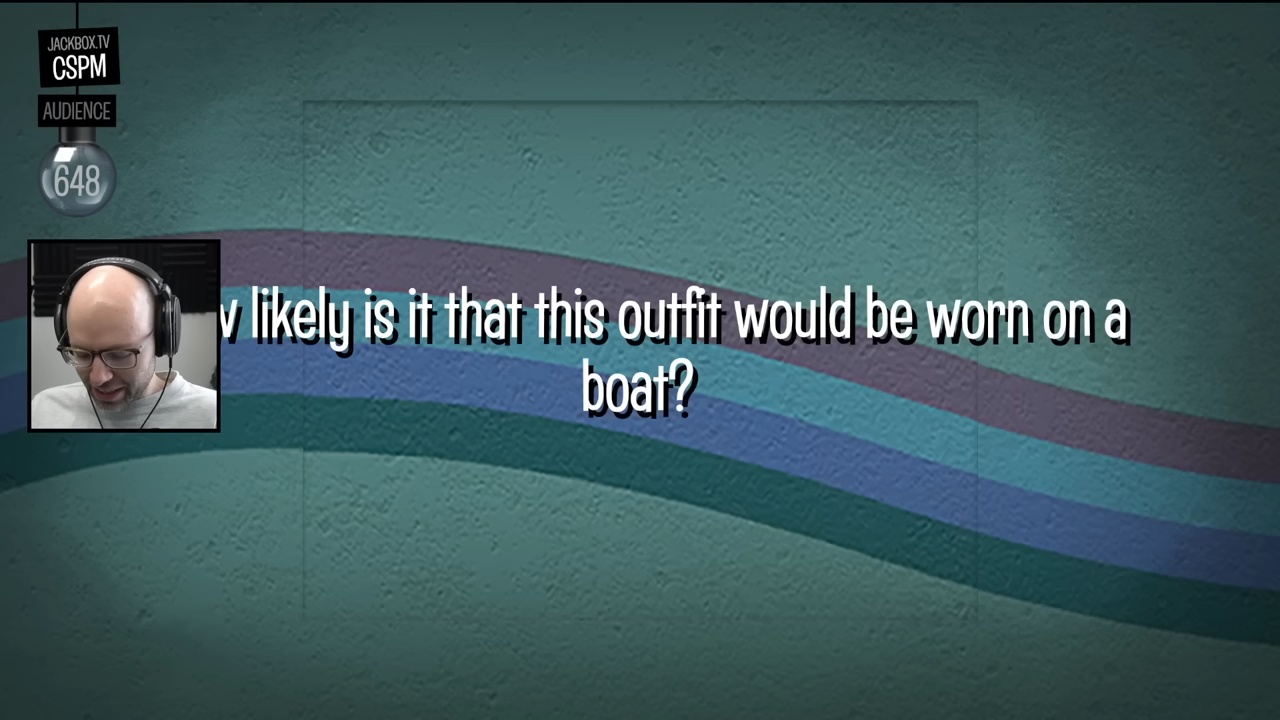 JACKBOX.TV
CSPM
AUDIENCE
648
likely is it that this outfit would be worn on a
boat?